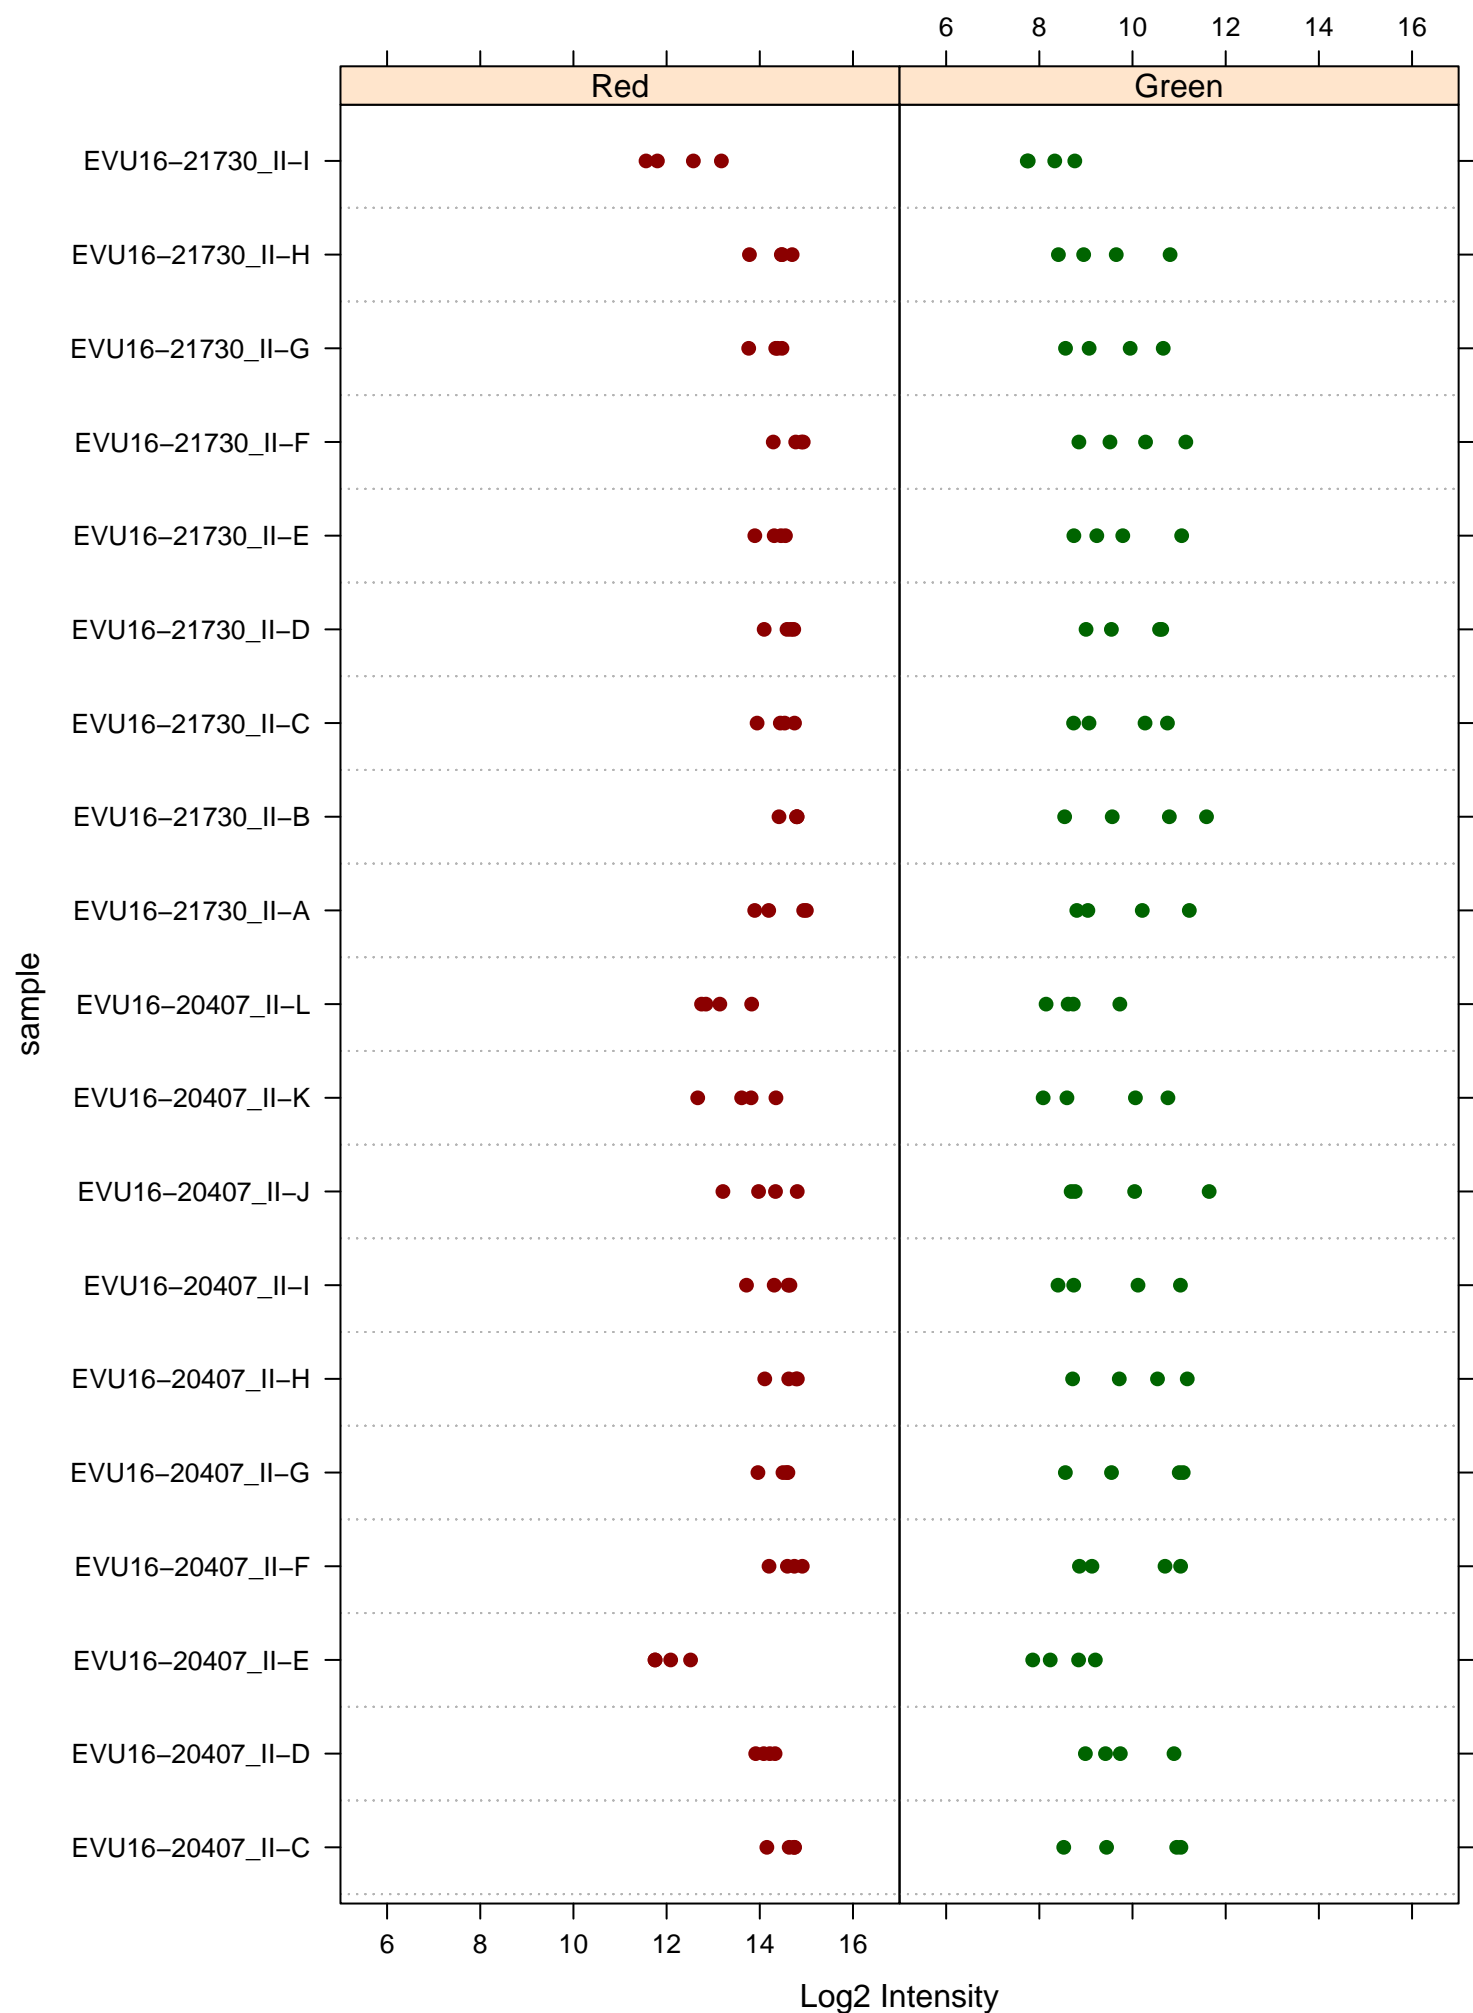 6 8 10 12 14 16
Red Green
EVU16−21730_II−I
EVU16−21730_II−H
EVU16−21730_II−G
EVU16−21730_II−F
EVU16−21730_II−E
EVU16−21730_II−D
EVU16−21730_II−C
EVU16−21730_II−B
EVU16−21730_II−A
EVU16−20407_II−L
EVU16−20407_II−K
EVU16−20407_II−J
EVU16−20407_II−I
EVU16−20407_II−H
EVU16−20407_II−G
EVU16−20407_II−F
EVU16−20407_II−E
EVU16−20407_II−D
EVU16−20407_II−C
sample
6 8 10 12 14 16
Log2 Intensity